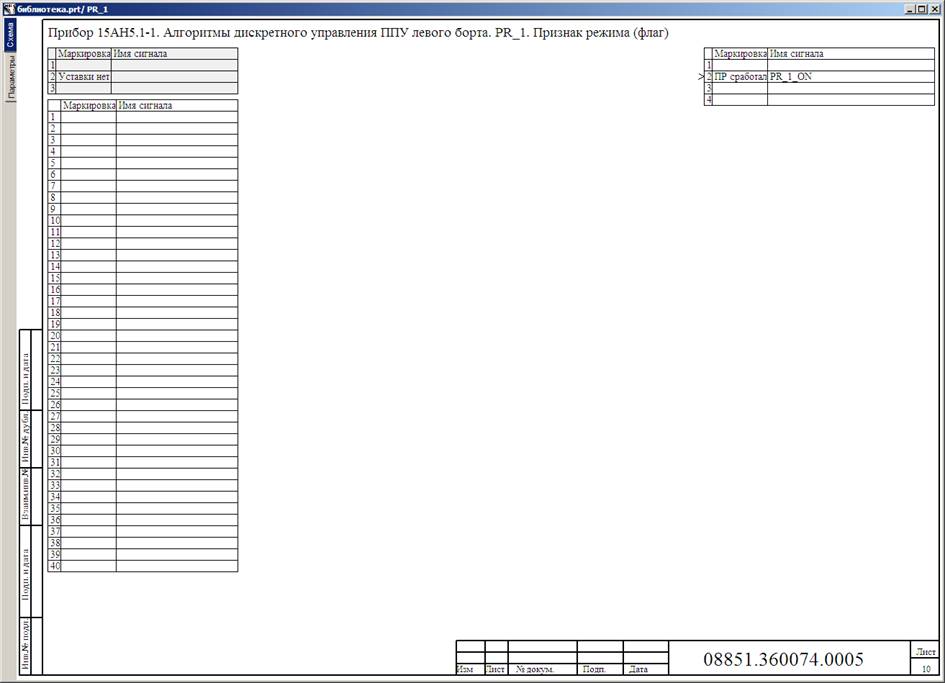 библиотека.prt/ PR_1
Схема
Параметры
Прибор 15АН5.1-1. Алгоритмы дискретного управления ППУ левого борта. PR_1. Признак режима (флаг)
Маркировка Имя сигнала
1
2 Уставки нет
3
Маркировка Имя сигнала
1
2 ПР сработал PR_1_ON
3
4
Маркировка Имя сигнала
1
2
3
4
5
6
7
8
9
10
11
12
13
14
15
16
17
18
19
20
21
22
23
24
25
26
27
28
29
30
31
32
33
34
35
36
37
38
39
40
Подп. и дата
Инв.№ дубл.
Взаим.инв.№
Подп. и дата
Инв.№ подл.
Изм Лист № докум. Подп. Дата
08851.360074.0005
Лист
10